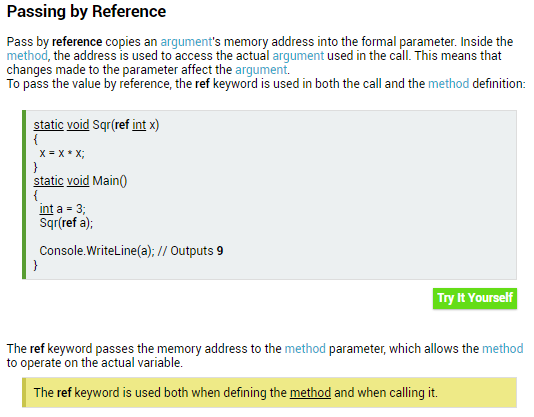 Passing by Reference
Pass by reference copies an argument's memory address into the formal parameter. Inside the
method, the address is used to access the actual argument used in the call. This means that
changes made to the parameter affect the argument.
To pass the value by reference, the ref keyword is used in both the call and the method definition:
static void Sqr(ref int x)
{
x = x * x;
}
static void Main()
{
int a = 3;
Sqr(ref a);
Console.WriteLine(a); // Outputs 9
}
Try It Yourself
The ref keyword passes the memory address to the method parameter, which allows the method
to operate on the actual variable.
The ref keyword is used both when defining the method and when calling it.